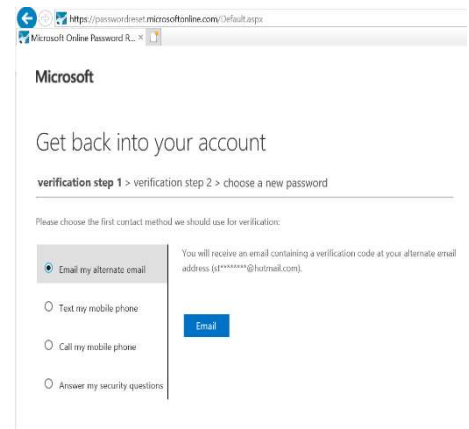 https://passwordreset.microsoftonline.com/Default.aspx
Microsoft Online Password R...
Microsoft
Get back into your account
verification step 1 > verification step 2 > choose a new password
Please choose the first contact method we should use for verification:
Email my alternate email
You will receive an email containing a verification code at your alternate email
address (st********@hotmail.com).
Text my mobile phone
Email
Call my mobile phone
Answer my security questions